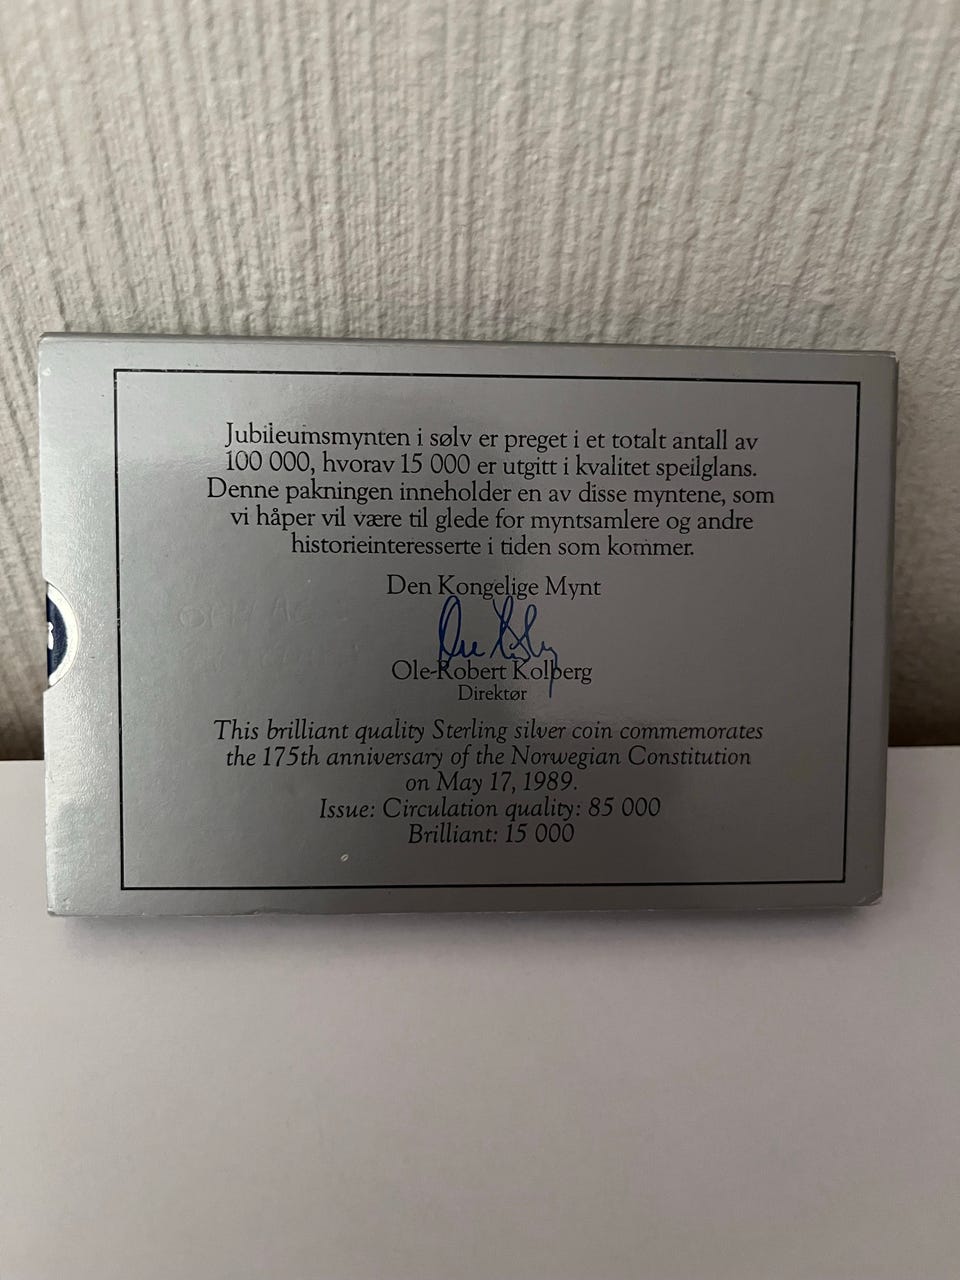 Jubileumsmynten i sølv er preget i et totalt antall av
100 000, hvorav 15 000 er utgitt i kvalitet speilglans.
Denne pakningen inneholder en av disse myntene, som
vi håper vil være til glede for myntsamlere og andre
historieinteresserte i tiden som kommer.
Den Kongelige Mynt
Ole-Robert Kolberg
Direktør
This brilliant quality Sterling silver coin commemorates
the 175th anniversary of the Norwegian Constitution
on May 17, 1989.
Issue: Circulation quality: 85 000
Brilliant: 15 000